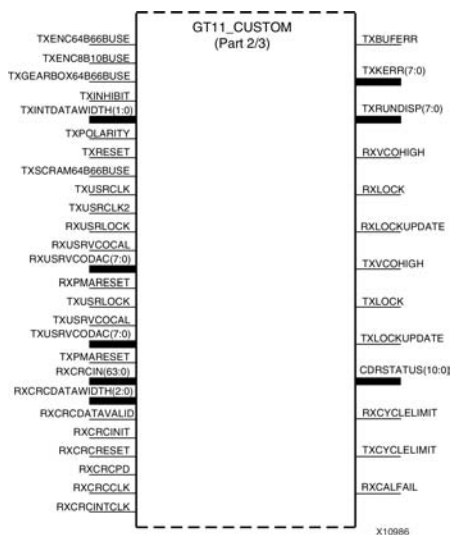 GT11_CUSTOM
(Part 2/3)
TXENC64B66BUSE
TXENC8B10BUSE
TXGEARBOX64B66BUSE
TXINHIBIT
TXINTDATAWIDTH(1:0)
TXPOLARITY
TXRESET
TXSCRAM64B66BUSE
TXUSRCLK
TXUSRCLK2
RXUSRLOCK
RXUSRVCOCAL
RXUSRVCODAC(7:0)
RXPMARESET
TXUSRLOCK
TXUSRVCOCAL
TXUSRVCODAC(7:0)
TXPMARESET
RXCRCIN(63:0)
RXCRCDATAWIDTH(2:0)
RXCRCDATAVALID
RXCRCINIT
RXCRCRESET
RXCRCPD
RXCRCCLK
RXCRCINTCLK
TXBUFERR
TXKERR(7:0)
TXRUNDISP(7:0)
RXVCOHIGH
RXLOCK
RXLOCKUPDATE
TXVCOHIGH
TXLOCK
TXLOCKUPDATE
CDRSTATUS(10:0)
RXCYCLELIMIT
TXCYCLELIMIT
RXCALFAIL
X10986